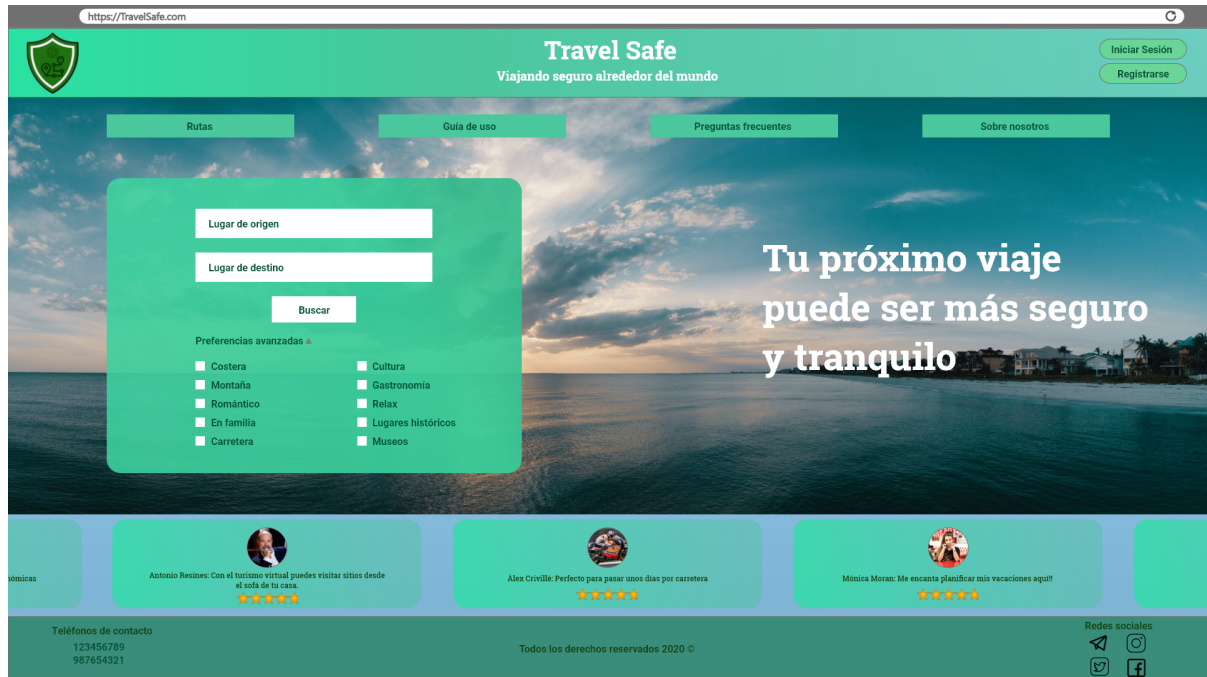 https://TravelSafe.com
Travel Safe
Viajando seguro alrededor del mundo
Iniciar Sesión
Registrarse
Rutas
Guía de uso
Preguntas frecuentes
Sobre nosotros
Lugar de origen
Lugar de destino
Buscar
Preferencias avanzadas
Costera
Cultura
Montaña
Gastronomía
Romántico
Relax
En familia
Lugares históricos
Carretera
Museos
Tu próximo viaje
puede ser más seguro
y tranquilo
Antonio Resines: Con el turismo virtual puedes visitar sitios desde
el sofá de tu casa.
Àlex Crivillé: Perfecto para pasar unos días por carretera
Mónica Moran: Me encanta planificar mis vacaciones aquí!!
Teléfonos de contacto
123456789
987654321
Todos los derechos reservados 2020 ©
Redes sociales